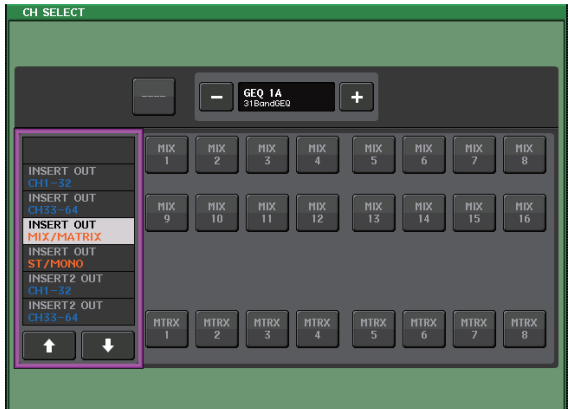 CH SELECT
----
− GEQ 1A +
31BandGEQ
INSERT OUT
CH1-32
INSERT OUT
CH33-64
INSERT OUT
MIX/MATRIX
INSERT OUT
ST/MONO
INSERT2 OUT
CH1-32
INSERT2 OUT
CH33-64
MIX 1 MIX 2 MIX 3 MIX 4 MIX 5 MIX 6 MIX 7 MIX 8
MIX 9 MIX 10 MIX 11 MIX 12 MIX 13 MIX 14 MIX 15 MIX 16
MTRX 1 MTRX 2 MTRX 3 MTRX 4 MTRX 5 MTRX 6 MTRX 7 MTRX 8